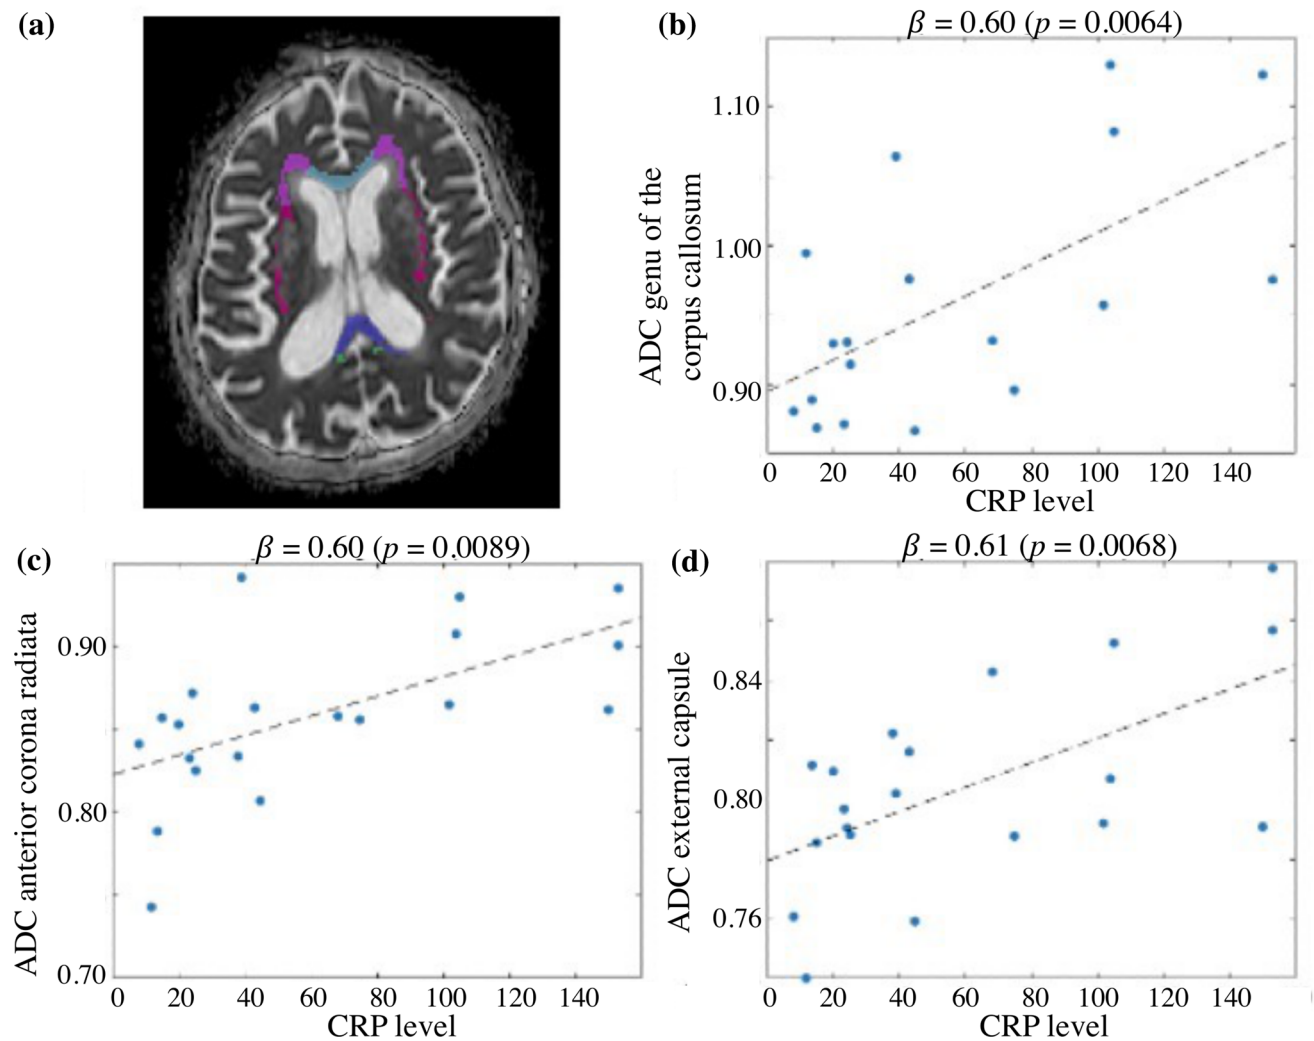 (a)
(b)
β = 0.60 (p = 0.0064)
ADC genu of the
corpus callosum
1.10
1.00
0.90
0 20 40 60 80 100 120 140
CRP level
(c)
β = 0.60 (p = 0.0089)
ADC anterior corona radiata
0.90
0.80
0.70
0 20 40 60 80 100 120 140
CRP level
(d)
β = 0.61 (p = 0.0068)
ADC external capsule
0.84
0.80
0.76
0 20 40 60 80 100 120 140
CRP level